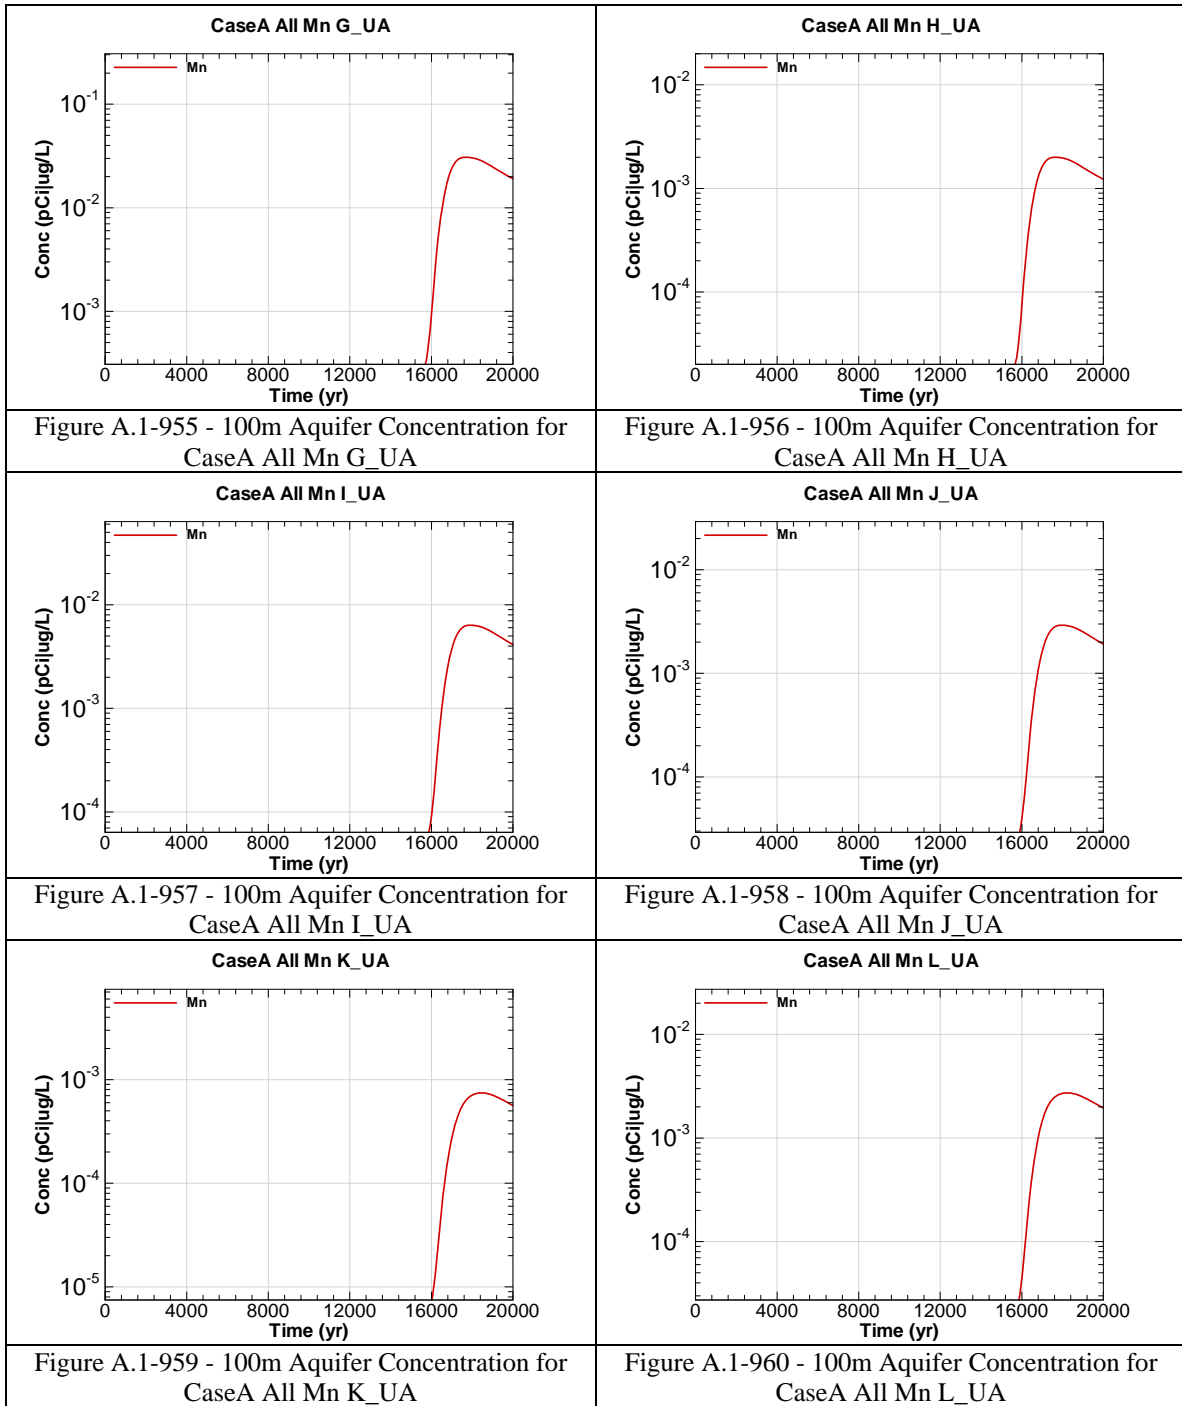 CaseA All Mn G_UA
Mn
10^-1
10^-2
10^-3
Conc (pCi|ug/L)
0 4000 8000 12000 16000 20000
Time (yr)
Figure A.1-955 - 100m Aquifer Concentration for
CaseA All Mn G_UA
CaseA All Mn H_UA
Mn
10^-2
10^-3
10^-4
Conc (pCi|ug/L)
0 4000 8000 12000 16000 20000
Time (yr)
Figure A.1-956 - 100m Aquifer Concentration for
CaseA All Mn H_UA
CaseA All Mn I_UA
Mn
10^-2
10^-3
10^-4
Conc (pCi|ug/L)
0 4000 8000 12000 16000 20000
Time (yr)
Figure A.1-957 - 100m Aquifer Concentration for
CaseA All Mn I_UA
CaseA All Mn J_UA
Mn
10^-2
10^-3
10^-4
Conc (pCi|ug/L)
0 4000 8000 12000 16000 20000
Time (yr)
Figure A.1-958 - 100m Aquifer Concentration for
CaseA All Mn J_UA
CaseA All Mn K_UA
Mn
10^-3
10^-4
10^-5
Conc (pCi|ug/L)
0 4000 8000 12000 16000 20000
Time (yr)
Figure A.1-959 - 100m Aquifer Concentration for
CaseA All Mn K_UA
CaseA All Mn L_UA
Mn
10^-2
10^-3
10^-4
Conc (pCi|ug/L)
0 4000 8000 12000 16000 20000
Time (yr)
Figure A.1-960 - 100m Aquifer Concentration for
CaseA All Mn L_UA